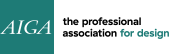 AIGA
the professional
association for design